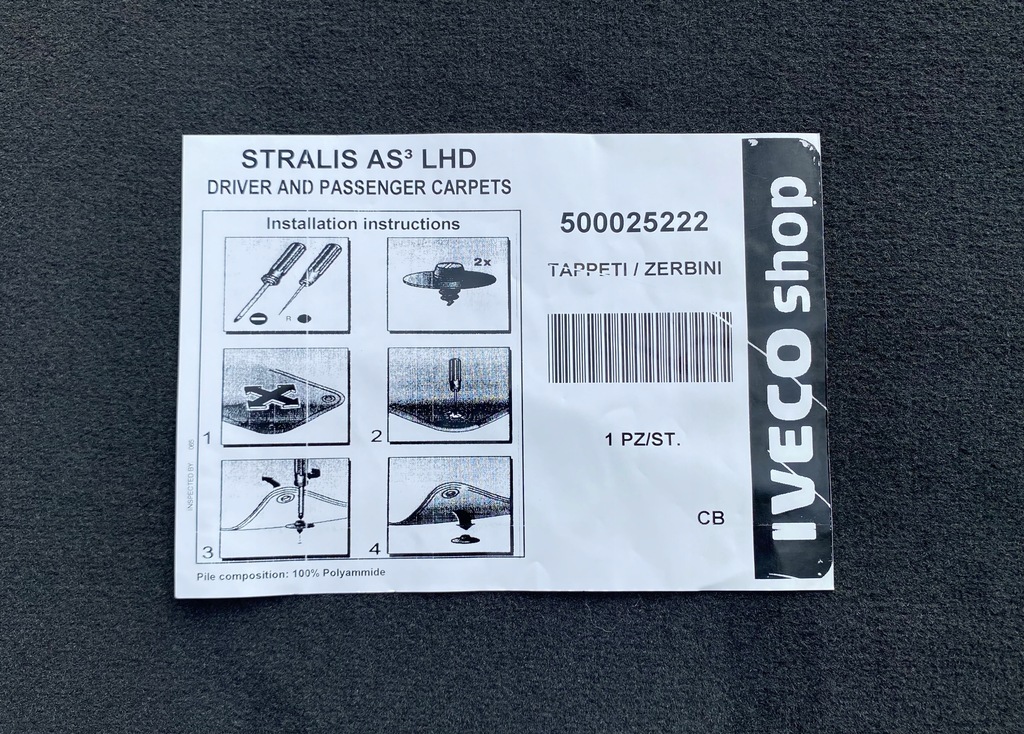 STRALIS AS³ LHD
DRIVER AND PASSENGER CARPETS
Installation instructions
R
2x
1
2
3
4
INSPECTED BY 065
Pile composition: 100% Polyammide
500025222
TAPPETI / ZERBINI
1 PZ/ST.
CB
IVECO shop